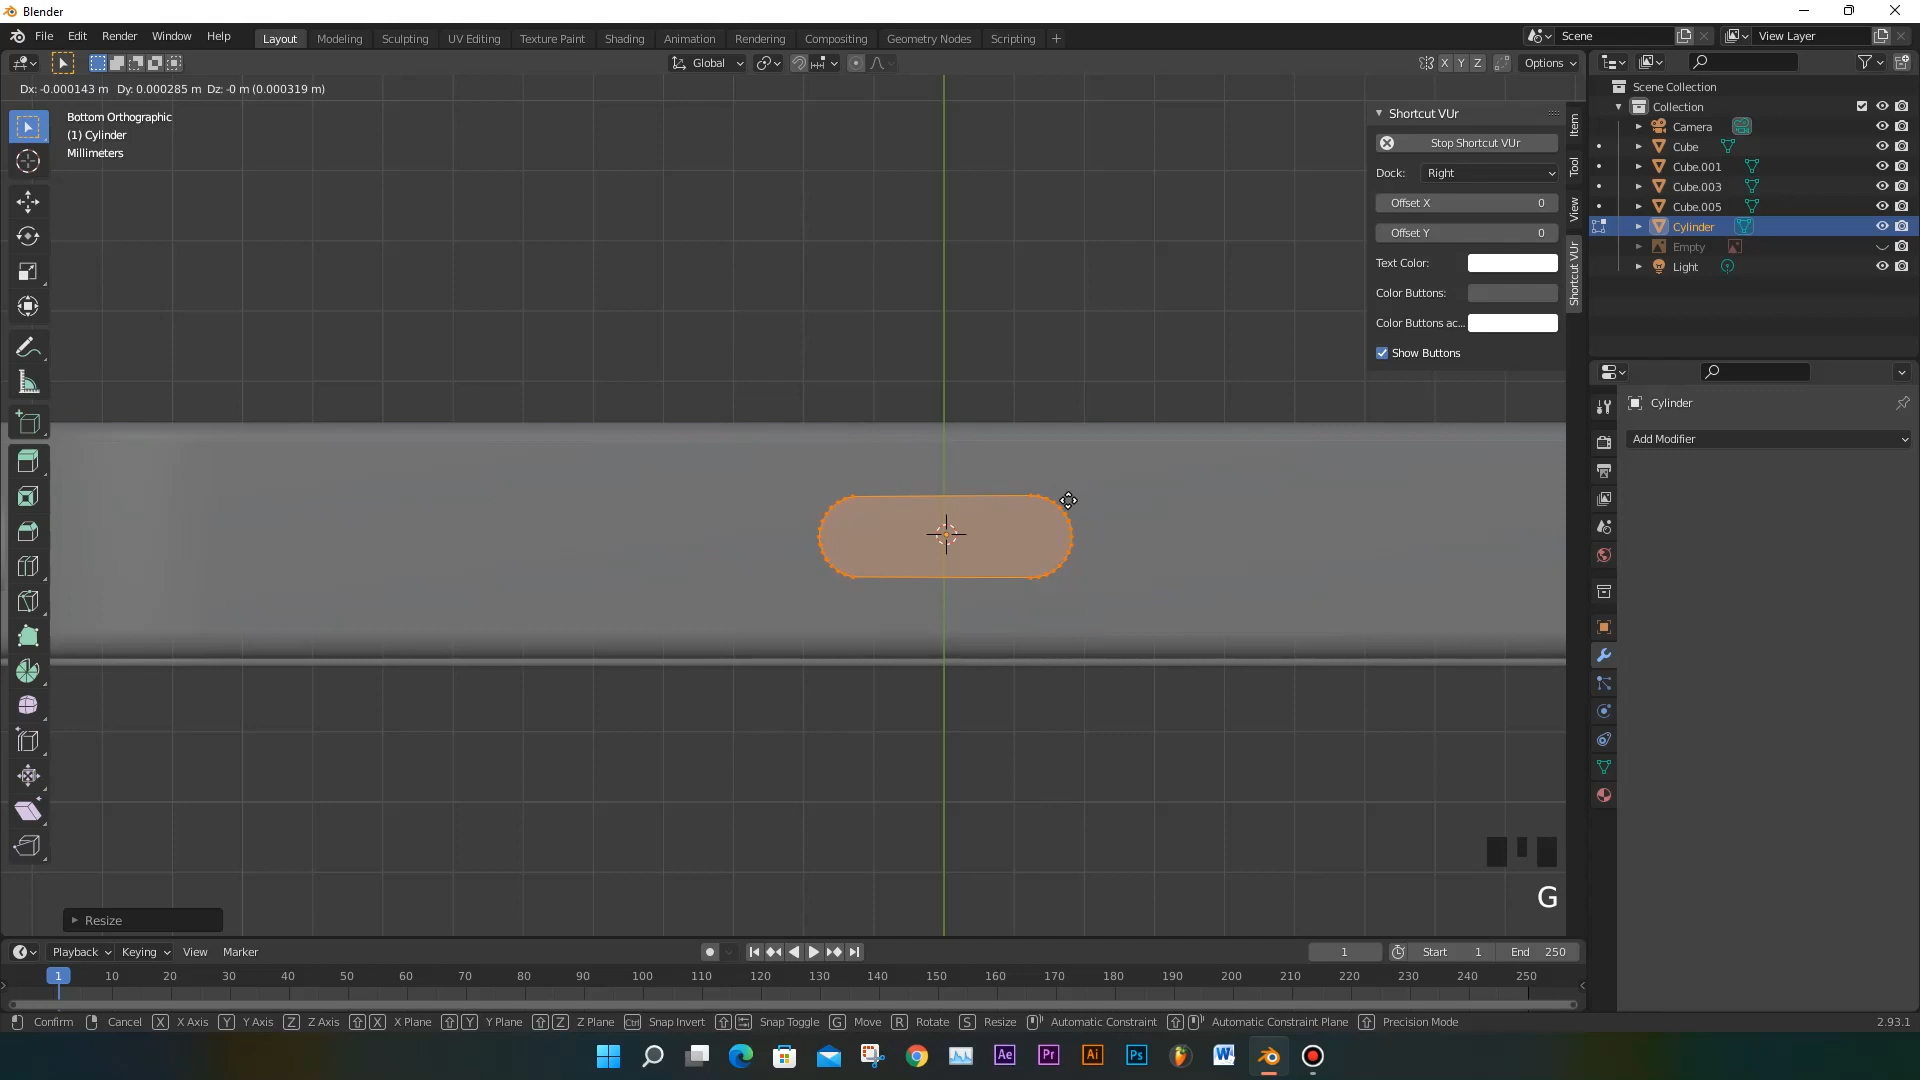 Blender
File Edit Render Window Help
Layout Modeling Sculpting UV Editing Texture Paint Shading Animation Rendering Compositing Geometry Nodes Scripting
Scene
View Layer
Global
X Y Z
Options
Dx: -0.000143 m Dy: 0.000285 m Dz: -0 m (0.000319 m)
Bottom Orthographic
(1) Cylinder
Millimeters
Shortcut VUr
Stop Shortcut VUr
Dock: Right
Offset X 0
Offset Y 0
Text Color:
Color Buttons:
Color Buttons ac...
Show Buttons
Item
Tool
View
Shortcut VUr
Scene Collection
Collection
Camera
Cube
Cube.001
Cube.003
Cube.005
Cylinder
Empty
Light
Cylinder
Add Modifier
G
Resize
Playback Keying View Marker
1
Start 1
End 250
1 10 20 30 40 50 60 70 80 90 100 110 120 130 140 150 160 170 180 190 200 210 220 230 240 250
Confirm Cancel X X Axis Y Y Axis Z Z Axis X X Plane Y Y Plane Z Z Plane Ctrl Snap Invert Snap Toggle G Move R Rotate S Resize Automatic Constraint Automatic Constraint Plane Precision Mode
2.93.1
Ae Pr Ai Ps W